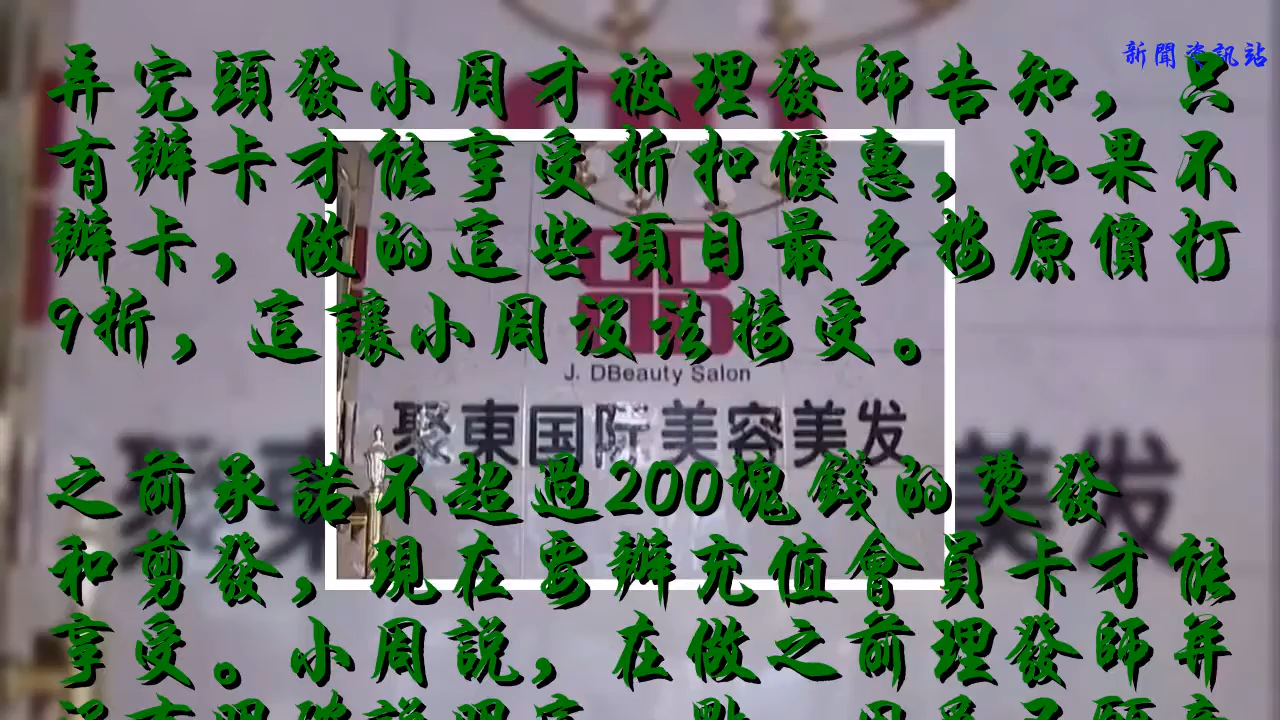 新聞資訊站
弄完頭發小周才被理發師告知，只
有辦卡才能享受折扣優惠，如果不
辦卡，做的這些項目最多按原價打
9折，這讓小周沒法接受。
J. DBeauty Salon
聚東国际美容美发
之前承諾不超過200塊錢的燙發
和剪發，現在要辦充值會員卡才能
享受。小周說，在做之前理發師并